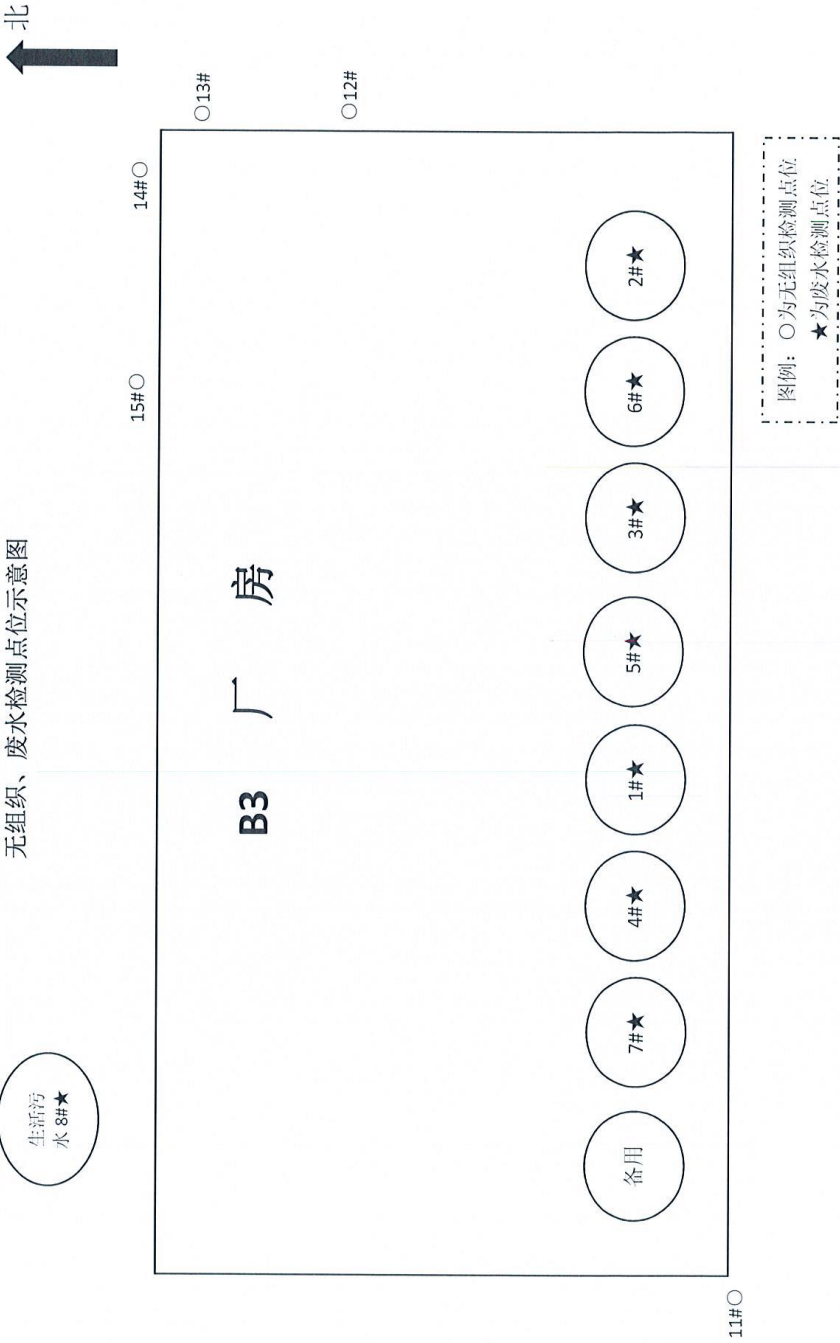 无组织、废水检测点位示意图
北
生活污
水 8#★
15#○
14#○
○13#
○12#
B3 厂 房
备用
7#★
4#★
1#★
5#★
3#★
6#★
2#★
11#○
图例：○为无组织检测点位
★为废水检测点位